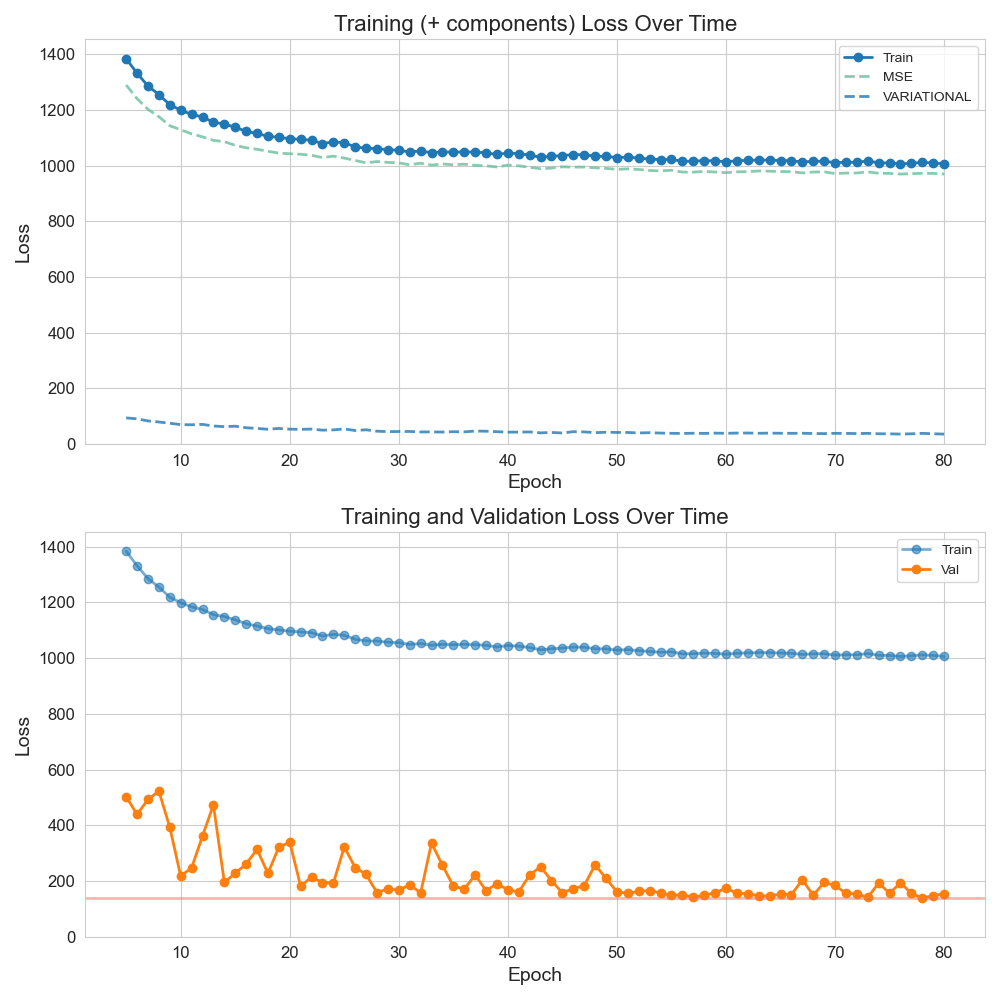 Training (+ components) Loss Over Time
1400
1200
1000
800
600
400
200
0
Loss
Train
MSE
VARIATIONAL
10 20 30 40 50 60 70 80
Epoch
Training and Validation Loss Over Time
1400
1200
1000
800
600
400
200
0
Loss
Train
Val
10 20 30 40 50 60 70 80
Epoch